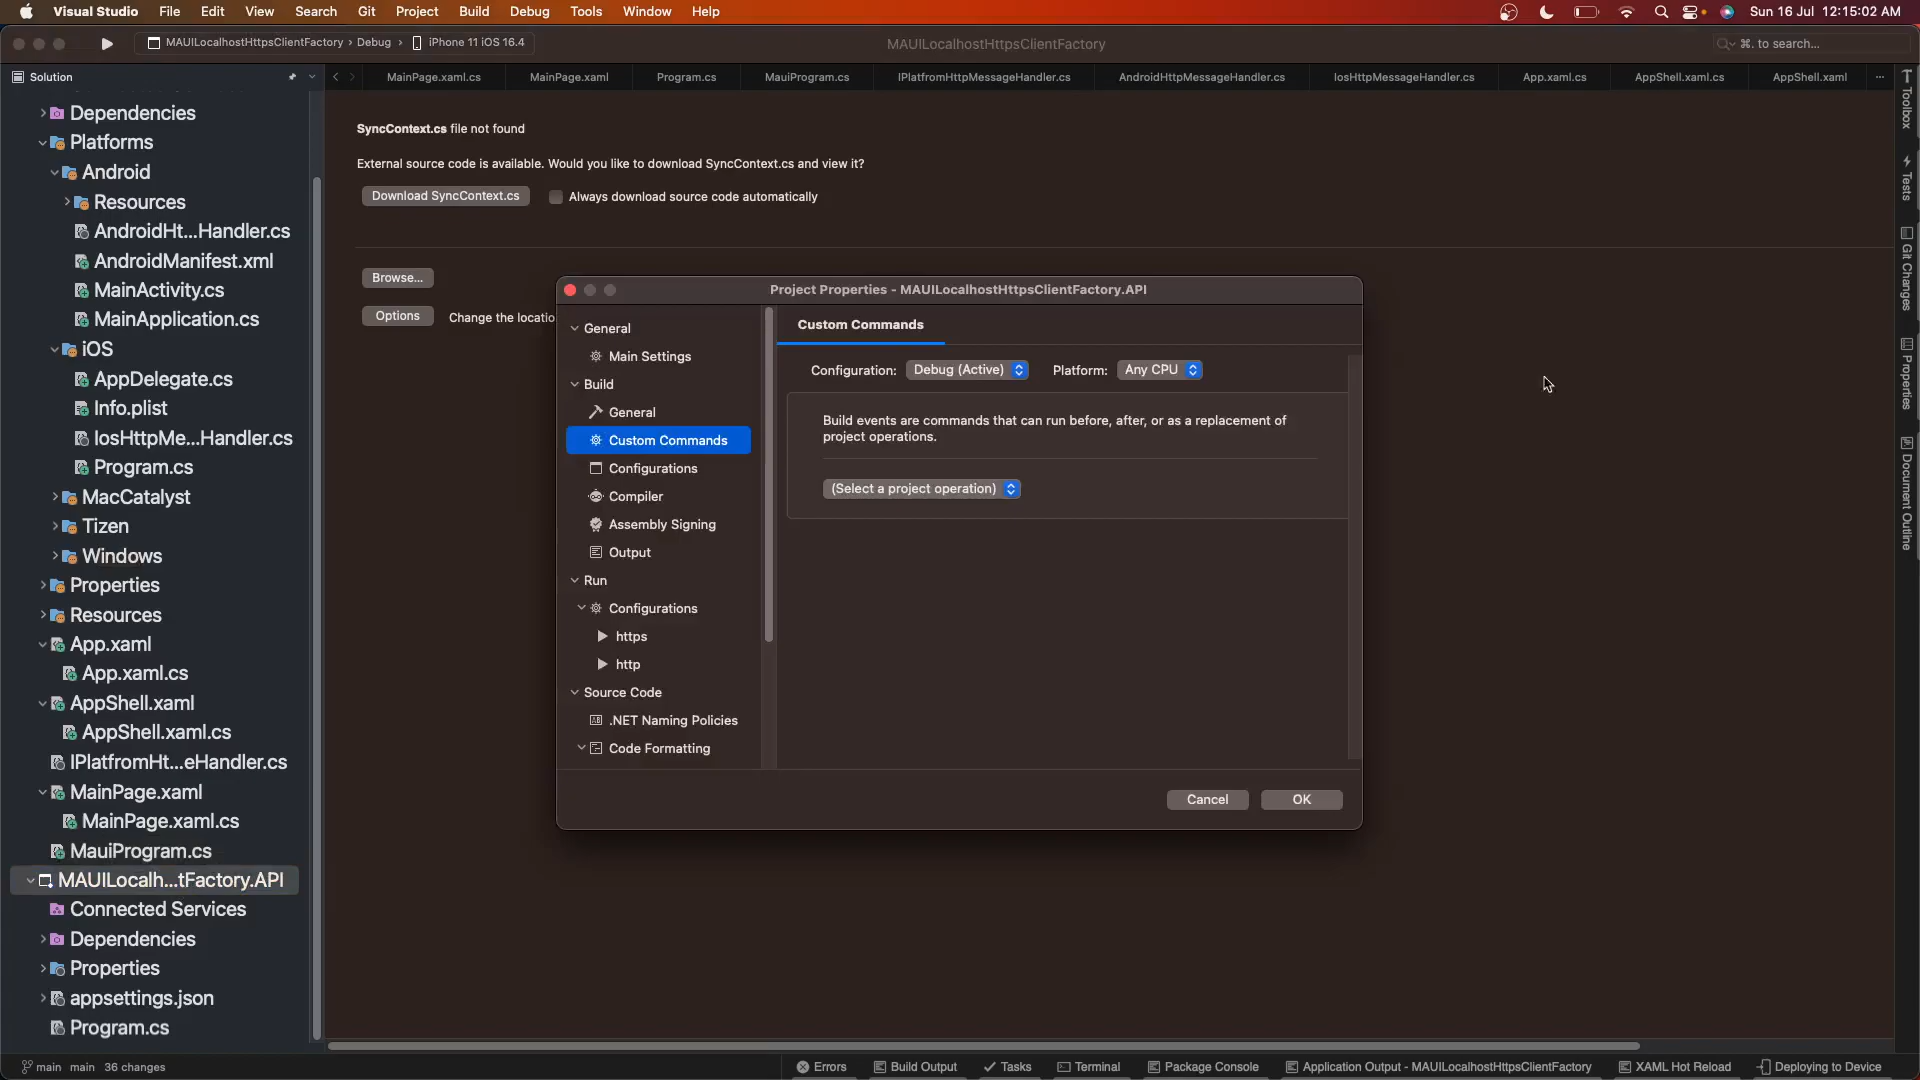 Visual Studio File Edit View Search Git Project Build Debug Tools Window Help Sun 16 Jul 12:15:02 AM
MAUILocalhostHttpsClientFactory › Debug › iPhone 11 iOS 16.4
MAUILocalhostHttpsClientFactory
⌘. to search...
Solution
MainPage.xaml.cs MainPage.xaml Program.cs MauiProgram.cs IPlatfromHttpMessageHandler.cs AndroidHttpMessageHandler.cs IosHttpMessageHandler.cs App.xaml.cs AppShell.xaml.cs AppShell.xaml
Dependencies
Platforms
Android
Resources
AndroidHt...Handler.cs
AndroidManifest.xml
MainActivity.cs
MainApplication.cs
iOS
AppDelegate.cs
Info.plist
IosHttpMe...Handler.cs
Program.cs
MacCatalyst
Tizen
Windows
Properties
Resources
App.xaml
App.xaml.cs
AppShell.xaml
AppShell.xaml.cs
IPlatfromHt...eHandler.cs
MainPage.xaml
MainPage.xaml.cs
MauiProgram.cs
MAUILocalh...tFactory.API
Connected Services
Dependencies
Properties
appsettings.json
Program.cs
SyncContext.cs file not found
External source code is available. Would you like to download SyncContext.cs and view it?
Download SyncContext.cs Always download source code automatically
Browse...
Options Change the locatio
Project Properties - MAUILocalhostHttpsClientFactory.API
General
Main Settings
Build
General
Custom Commands
Configurations
Compiler
Assembly Signing
Output
Run
Configurations
https
http
Source Code
.NET Naming Policies
Code Formatting
Custom Commands
Configuration: Debug (Active) Platform: Any CPU
Build events are commands that can run before, after, or as a replacement of
project operations.
(Select a project operation)
Cancel OK
Toolbox
Tests
Git Changes
Properties
Document Outline
main main 36 changes
Errors Build Output Tasks Terminal Package Console Application Output - MAUILocalhostHttpsClientFactory XAML Hot Reload Deploying to Device